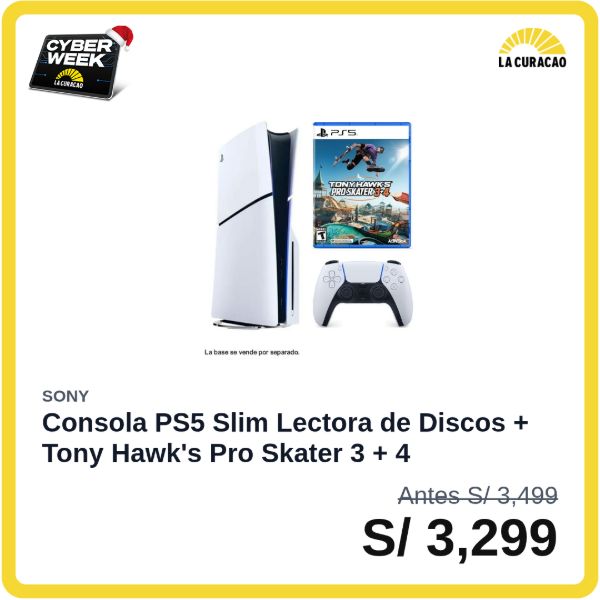 CYBER
WEEK
LA CURACAO
LA CURACAO
PS5
TONY HAWK'S
PRO SKATER 3+4
ACTIVISION
La base se vende por separado.
SONY
Consola PS5 Slim Lectora de Discos +
Tony Hawk's Pro Skater 3 + 4
Antes S/ 3,499
S/ 3,299